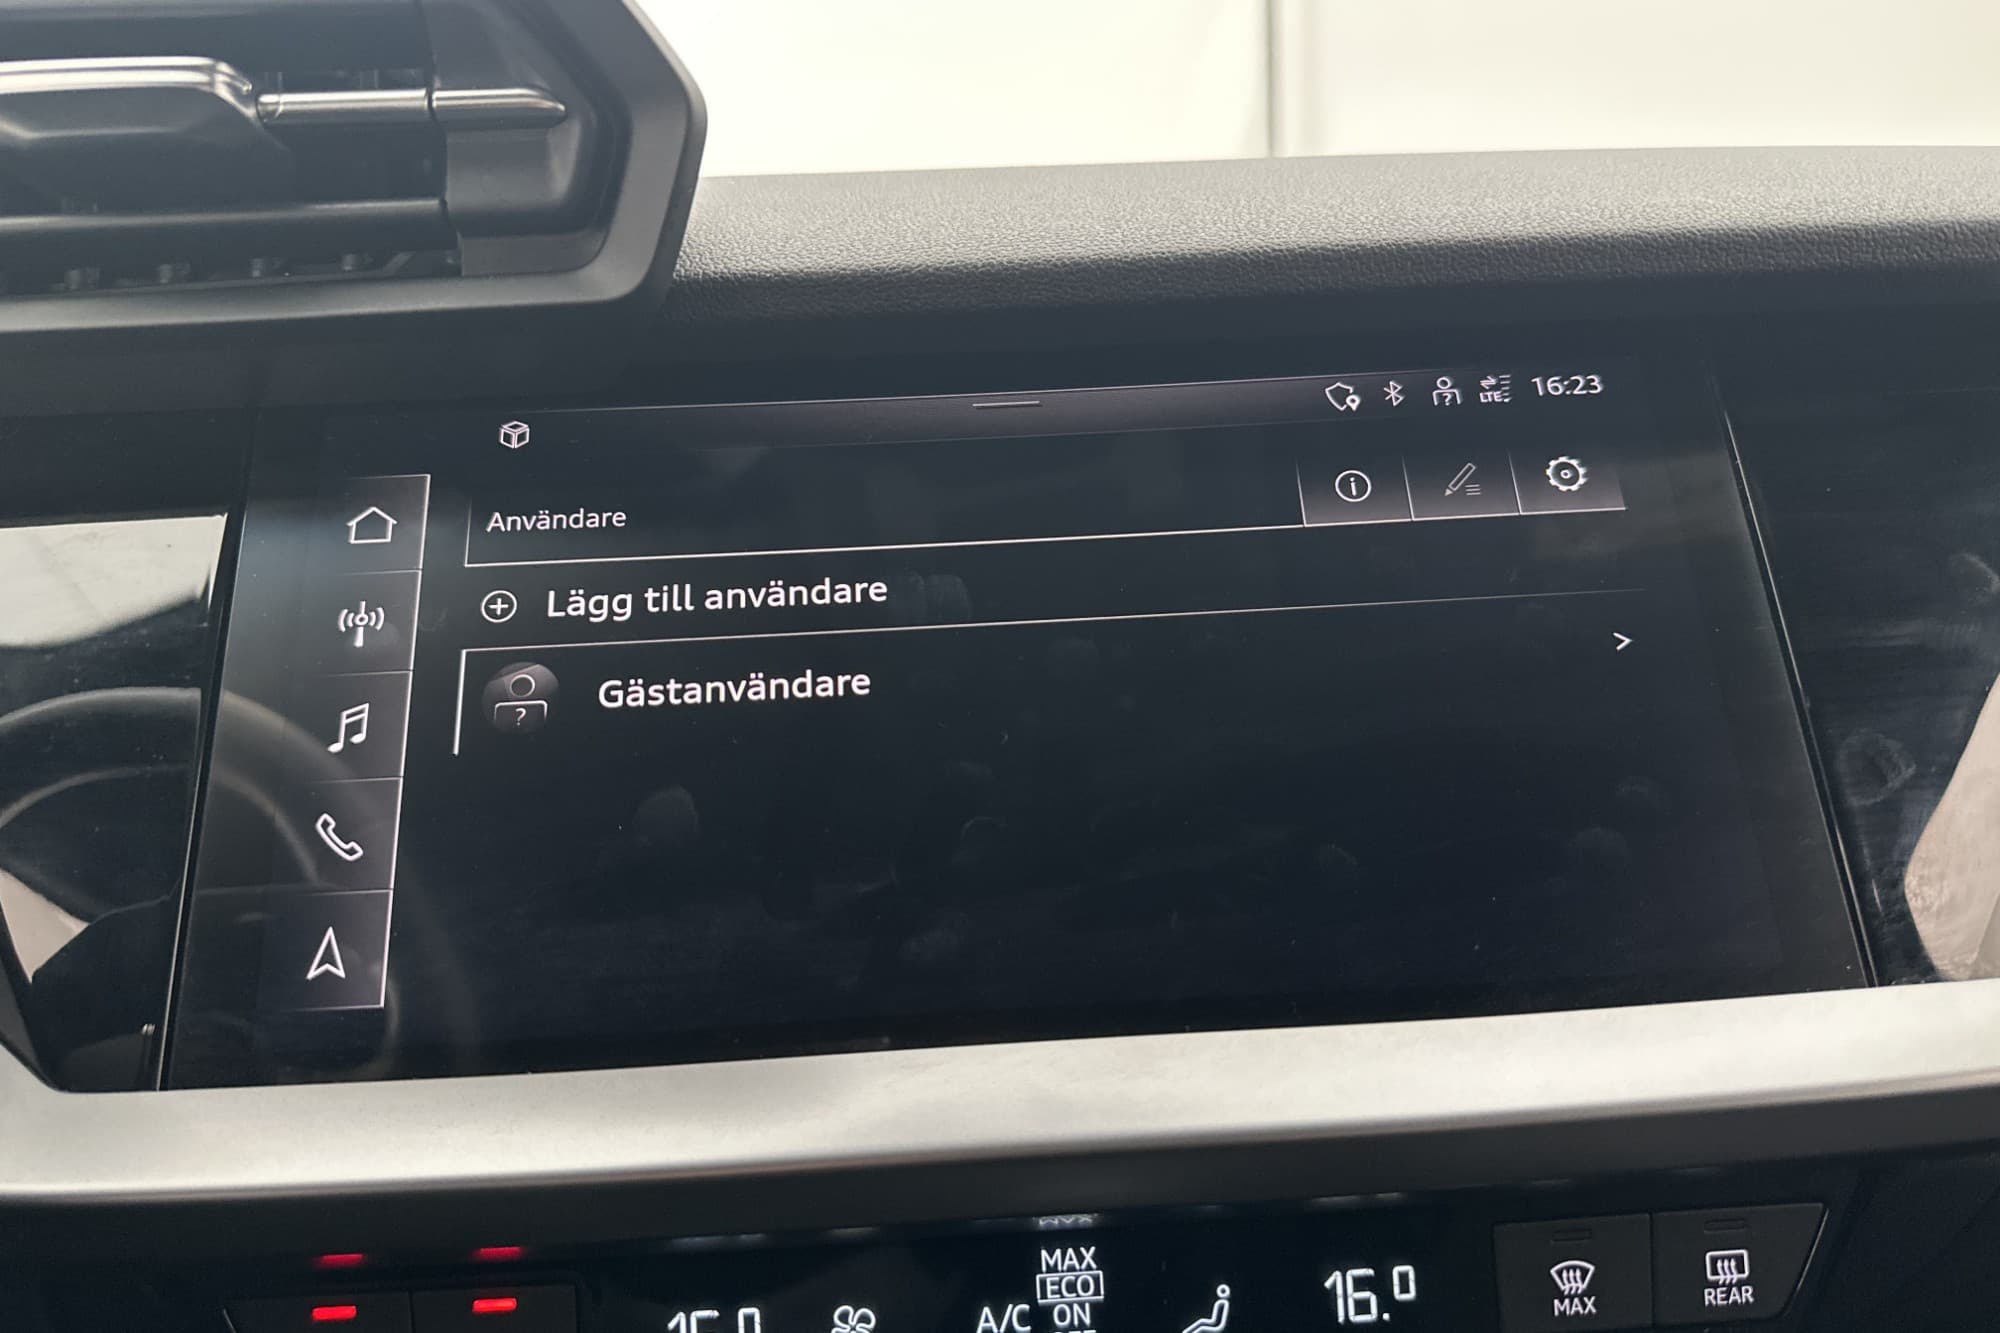 LTE 16:23
Användare
Lägg till användare
Gästanvändare
MAX
ECO
A/C ON
16.0
MAX
REAR